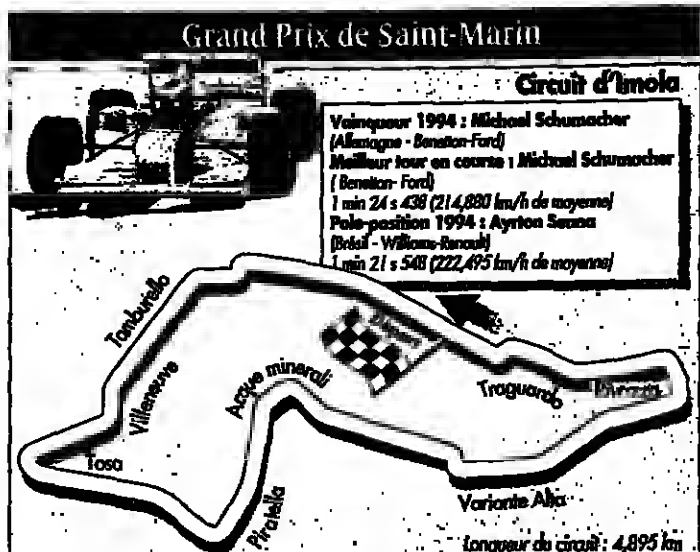 Grand Prix de Saint-Marin
Circuit d'Imola
Vainqueur 1994 : Michael Schumacher
(Allemagne - Benetton-Ford)
Meilleur tour en course : Michael Schumacher
( Benetton- Ford)
1 min 24 s 438 (214,880 km/h de moyenne)
Pole-position 1994 : Ayrton Senna
(Brésil - Williams-Renault)
1 min 21 s 548 (222,495 km/h de moyenne)
Tamburello
Départ
Villeneuve
Acque minerali
Traguardo
Rivazza
Tosa
Piratella
Variante Alta
Longueur du circuit : 4,895 km